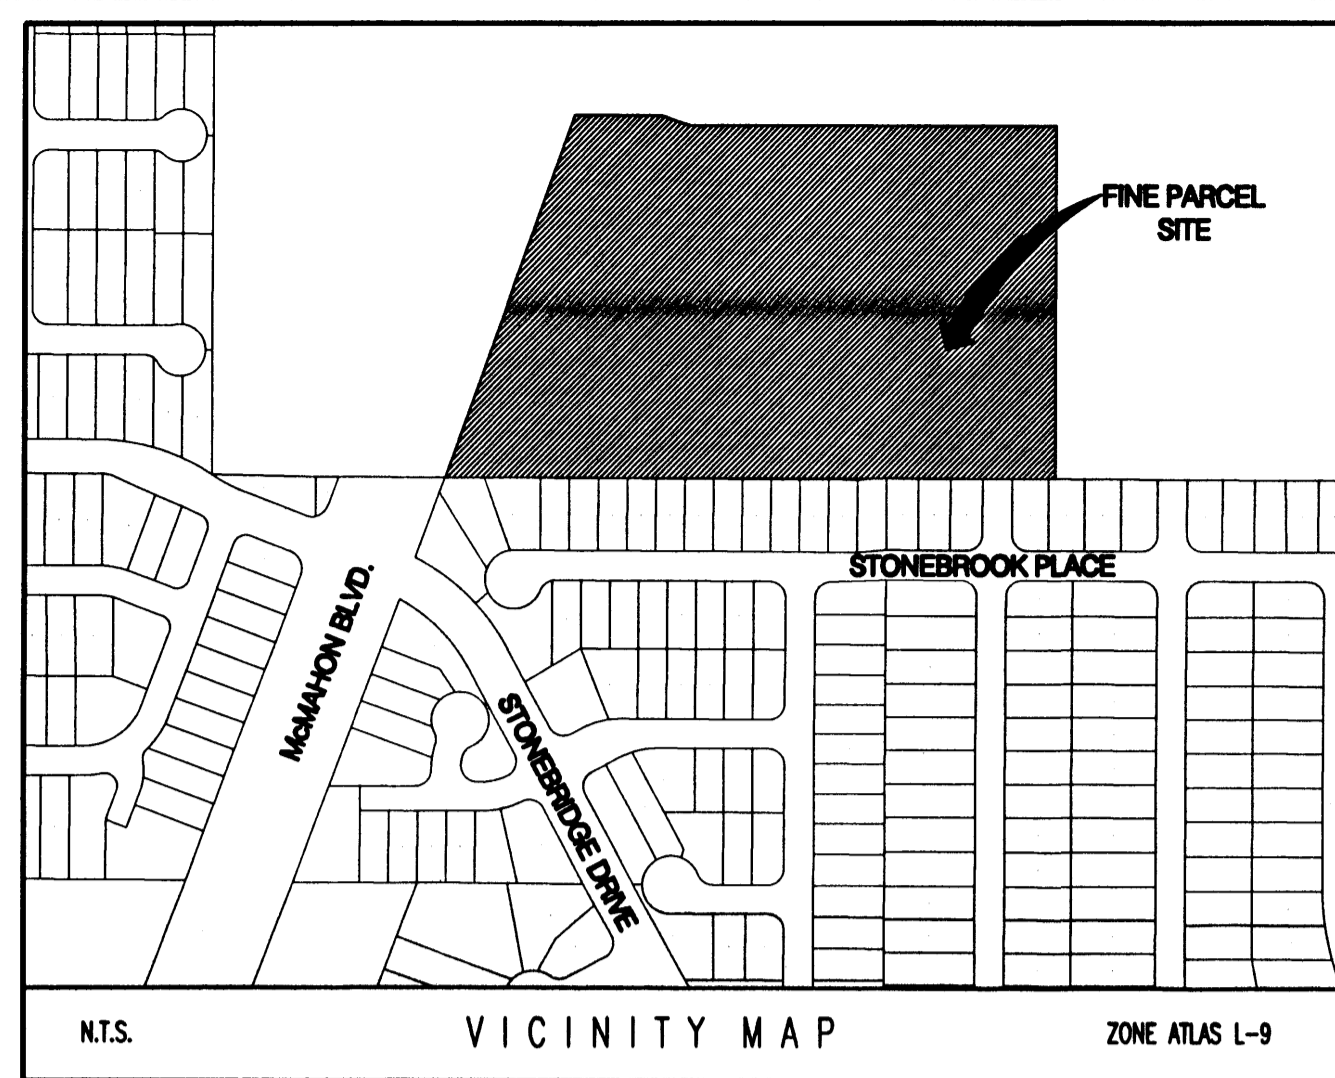 FINE PARCEL
SITE
STONEBROOK PLACE
McMAHON BLVD.
STONEBRIDGE DRIVE
N.T.S.
VICINITY MAP
ZONE ATLAS L-9